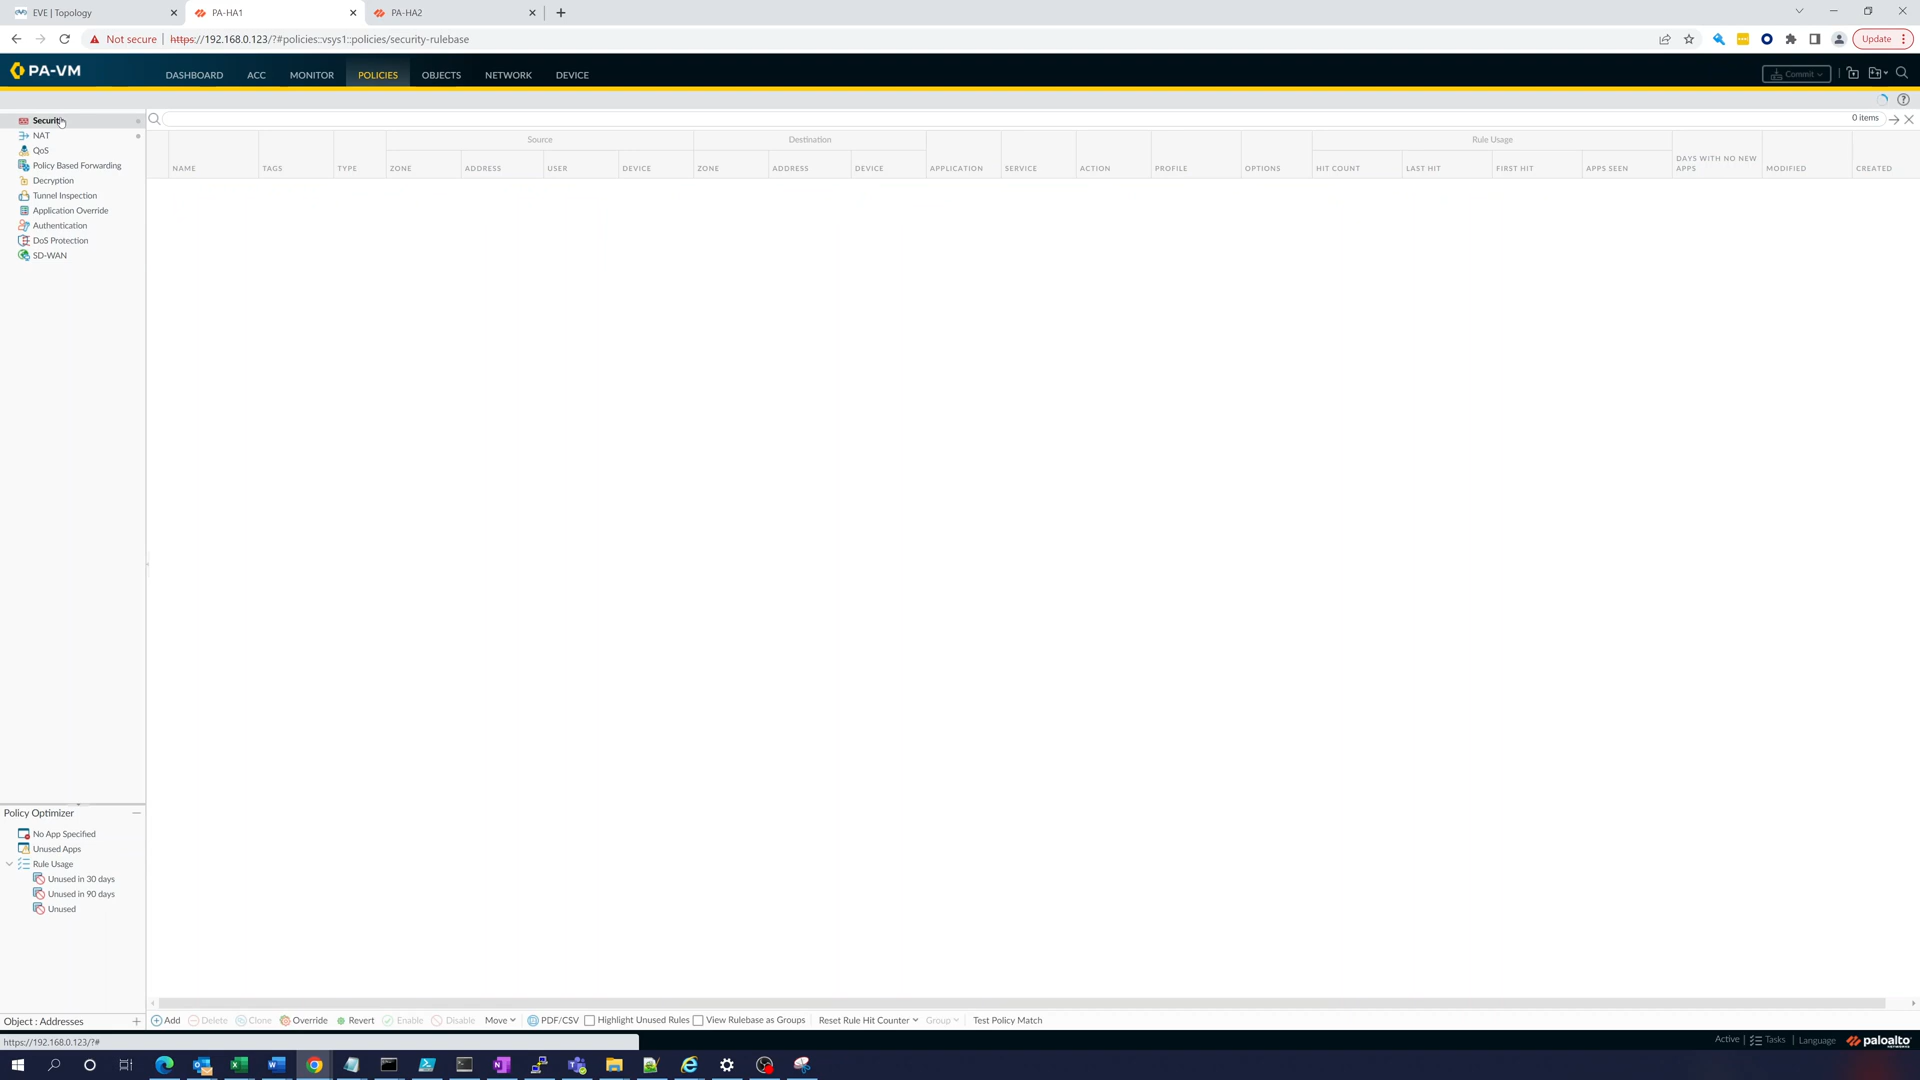 EVE | Topology
PA-HA1
PA-HA2
Not secure
https://192.168.0.123/?#policies::vsys1::policies/security-rulebase
Update
PA-VM
DASHBOARD
ACC
MONITOR
POLICIES
OBJECTS
NETWORK
DEVICE
Commit
Security
NAT
QoS
Policy Based Forwarding
Decryption
Tunnel Inspection
Application Override
Authentication
DoS Protection
SD-WAN
0 items
Source
Destination
Rule Usage
NAME
TAGS
TYPE
ZONE
ADDRESS
USER
DEVICE
ZONE
ADDRESS
DEVICE
APPLICATION
SERVICE
ACTION
PROFILE
OPTIONS
HIT COUNT
LAST HIT
FIRST HIT
APPS SEEN
DAYS WITH NO NEW
APPS
MODIFIED
CREATED
Policy Optimizer
No App Specified
Unused Apps
Rule Usage
Unused in 30 days
Unused in 90 days
Unused
Object : Addresses
Add
Delete
Clone
Override
Revert
Enable
Disable
Move
PDF/CSV
Highlight Unused Rules
View Rulebase as Groups
Reset Rule Hit Counter
Group
Test Policy Match
https://192.168.0.123/?#
Active
Tasks
Language
paloalto
NETWORKS